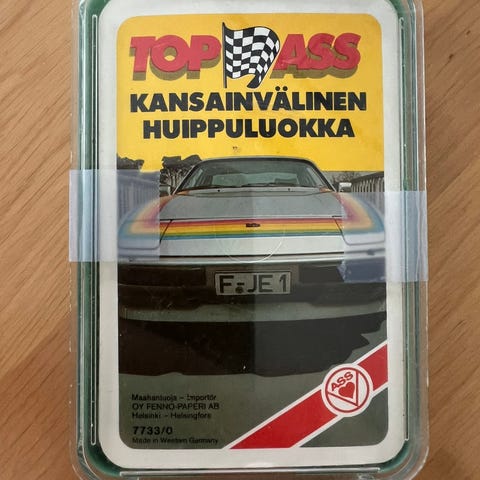 TOP ASS
KANSAINVÄLINEN
HUIPPULUOKKA
F-JE 1
ASS
Maahantuoja – Importör
OY FENNO-PAPERI AB
Helsinki – Helsingfors
7733/0
Made in Western Germany